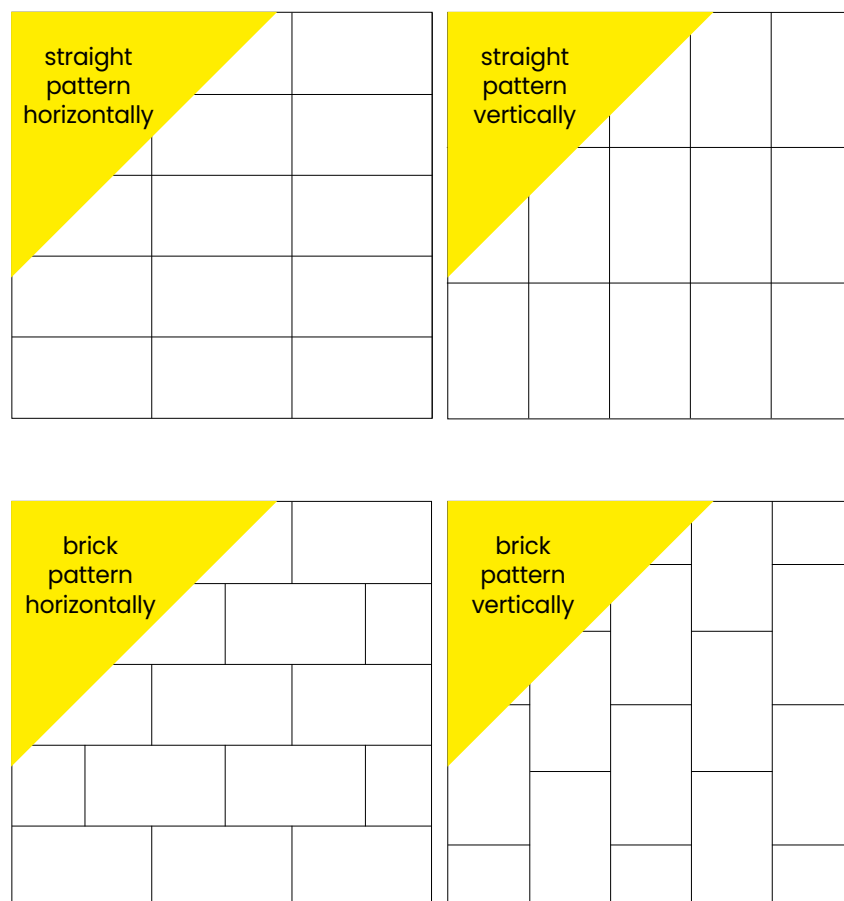 straight
pattern
horizontally
straight
pattern
vertically
brick
pattern
horizontally
brick
pattern
vertically